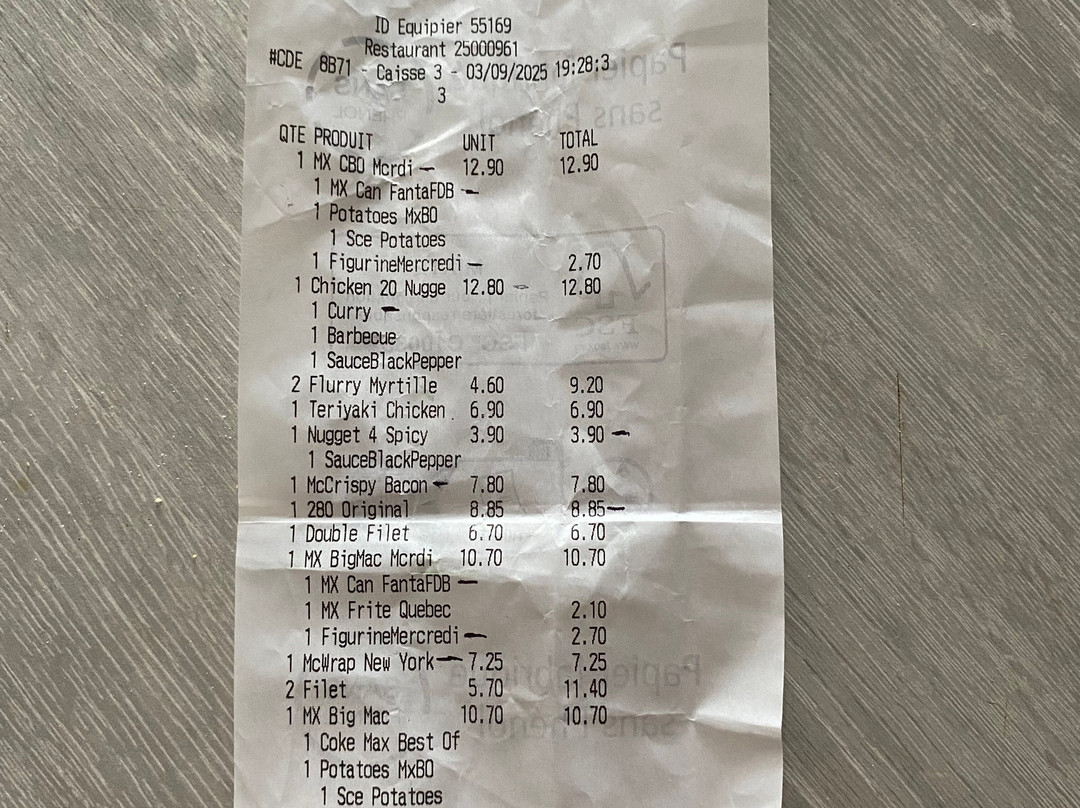 ID Equipier 55169
Restaurant 25000961
#CDE 8B71 - Caisse 3 - 03/09/2025 19:28:3
3
QTE PRODUIT UNIT TOTAL
1 MX CBO Mcrdi 12.90 12.90
1 MX Can FantaFDB
1 Potatoes MxBO
1 Sce Potatoes
1 FigurineMercredi 2.70
1 Chicken 20 Nugge 12.80 12.80
1 Curry
1 Barbecue
1 SauceBlackPepper
2 Flurry Myrtille 4.60 9.20
1 Teriyaki Chicken 6.90 6.90
1 Nugget 4 Spicy 3.90 3.90
1 SauceBlackPepper
1 McCrispy Bacon 7.80 7.80
1 280 Original 8.85 8.85
1 Double Filet 6.70 6.70
1 MX BigMac Mcrdi 10.70 10.70
1 MX Can FantaFDB
1 MX Frite Quebec 2.10
1 FigurineMercredi 2.70
1 McWrap New York 7.25 7.25
2 Filet 5.70 11.40
1 MX Big Mac 10.70 10.70
1 Coke Max Best Of
1 Potatoes MxBO
1 Sce Potatoes